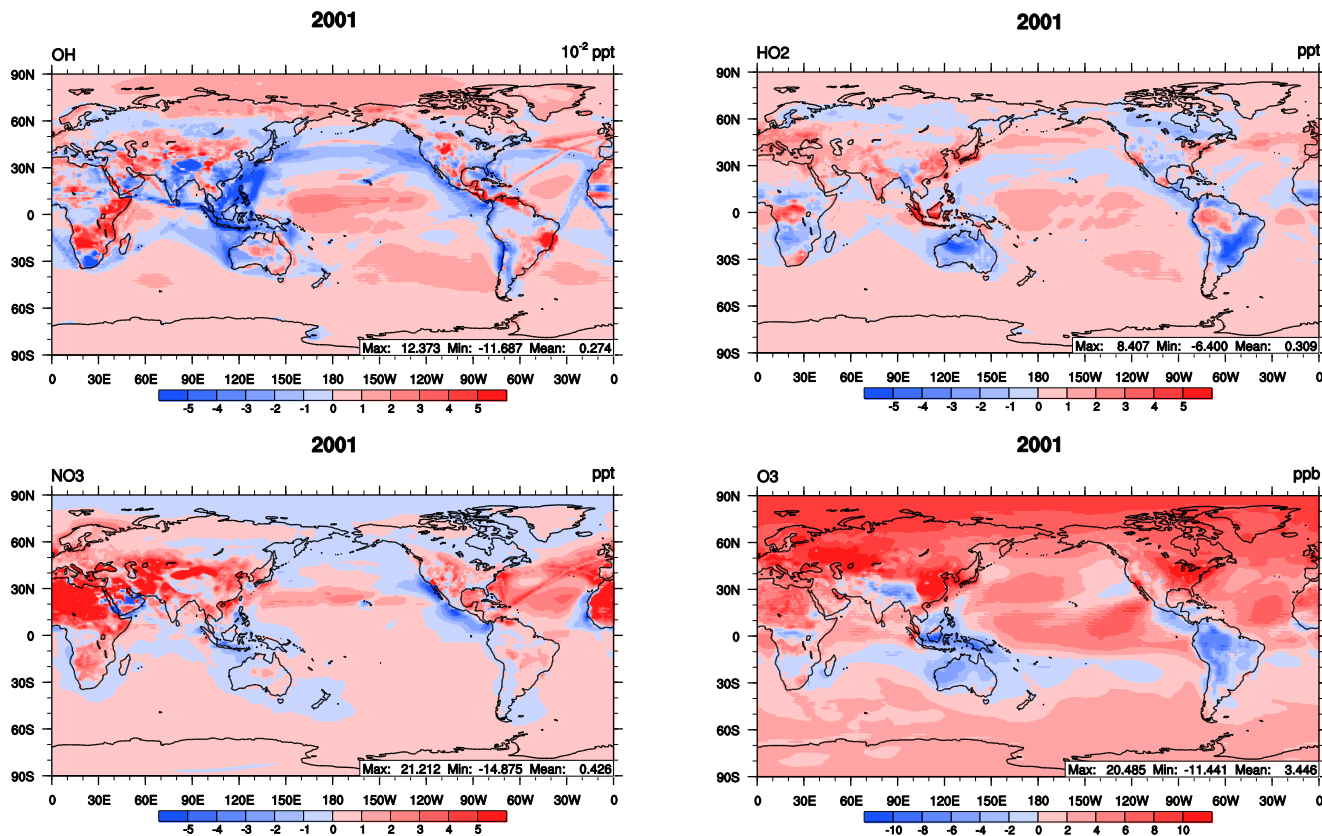 2001
OH 10-2 ppt
90N
60N
30N
0
30S
60S
90S
Max: 12.373 Min: -11.687 Mean: 0.274
0 30E 60E 90E 120E 150E 180 150W 120W 90W 60W 30W 0
-5 -4 -3 -2 -1 0 1 2 3 4 5
2001
HO2 ppt
90N
60N
30N
0
30S
60S
90S
Max: 8.407 Min: -6.400 Mean: 0.309
0 30E 60E 90E 120E 150E 180 150W 120W 90W 60W 30W 0
-5 -4 -3 -2 -1 0 1 2 3 4 5
2001
NO3 ppt
90N
60N
30N
0
30S
60S
90S
Max: 21.212 Min: -14.875 Mean: 0.426
0 30E 60E 90E 120E 150E 180 150W 120W 90W 60W 30W 0
-5 -4 -3 -2 -1 0 1 2 3 4 5
2001
O3 ppb
90N
60N
30N
0
30S
60S
90S
Max: 20.485 Min: -11.441 Mean: 3.446
0 30E 60E 90E 120E 150E 180 150W 120W 90W 60W 30W 0
-10 -8 -6 -4 -2 0 2 4 6 8 10